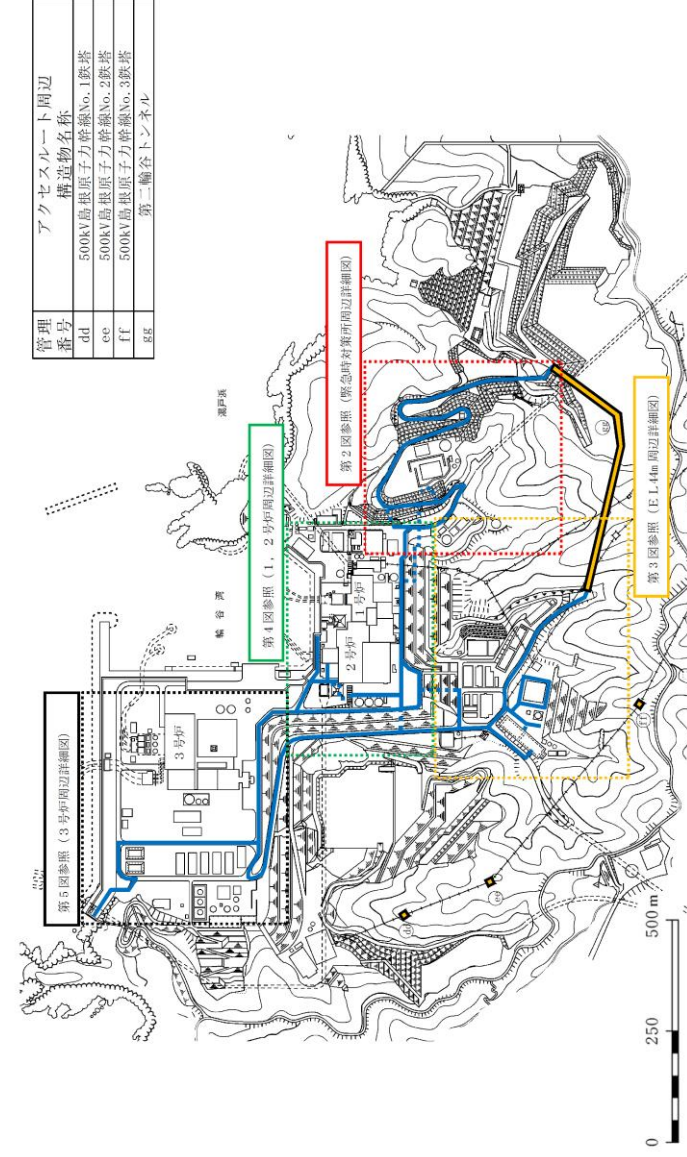 管理
番号
アクセスルート周辺
構造物名称
dd 500kV島根原子力幹線No.1鉄塔
ee 500kV島根原子力幹線No.2鉄塔
ff 500kV島根原子力幹線No.3鉄塔
gg 第二輪谷トンネル
第5図参照(3号炉周辺詳細図)
第4図参照(1,2号炉周辺詳細図)
第2図参照(緊急時対策所周辺詳細図)
第3図参照(EL44m周辺詳細図)
輪谷湾
瀬戸浜
3号炉
2号炉
1号炉
dd
ee
ff
gg
0 250 500 m